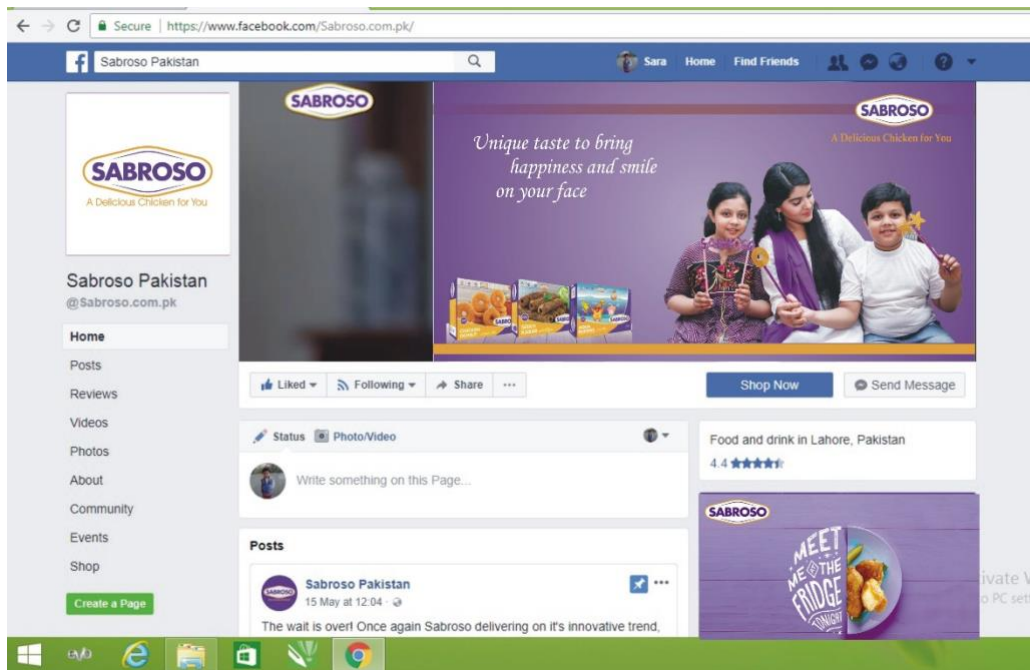 Secure | https://www.facebook.com/Sabroso.com.pk/
Sabroso Pakistan
Sara Home Find Friends
SABROSO
A Delicious Chicken for You
Sabroso Pakistan
@Sabroso.com.pk
Home
Posts
Reviews
Videos
Photos
About
Community
Events
Shop
Create a Page
SABROSO
Unique taste to bring
happiness and smile
on your face
SABROSO
A Delicious Chicken for You
Liked Following Share ...
Shop Now Send Message
Status Photo/Video
Write something on this Page...
Posts
Sabroso Pakistan
15 May at 12:04
The wait is over! Once again Sabroso delivering on it's innovative trend,
Food and drink in Lahore, Pakistan
4.4
SABROSO
MEET
ME @ THE
FRIDGE
TONIGHT